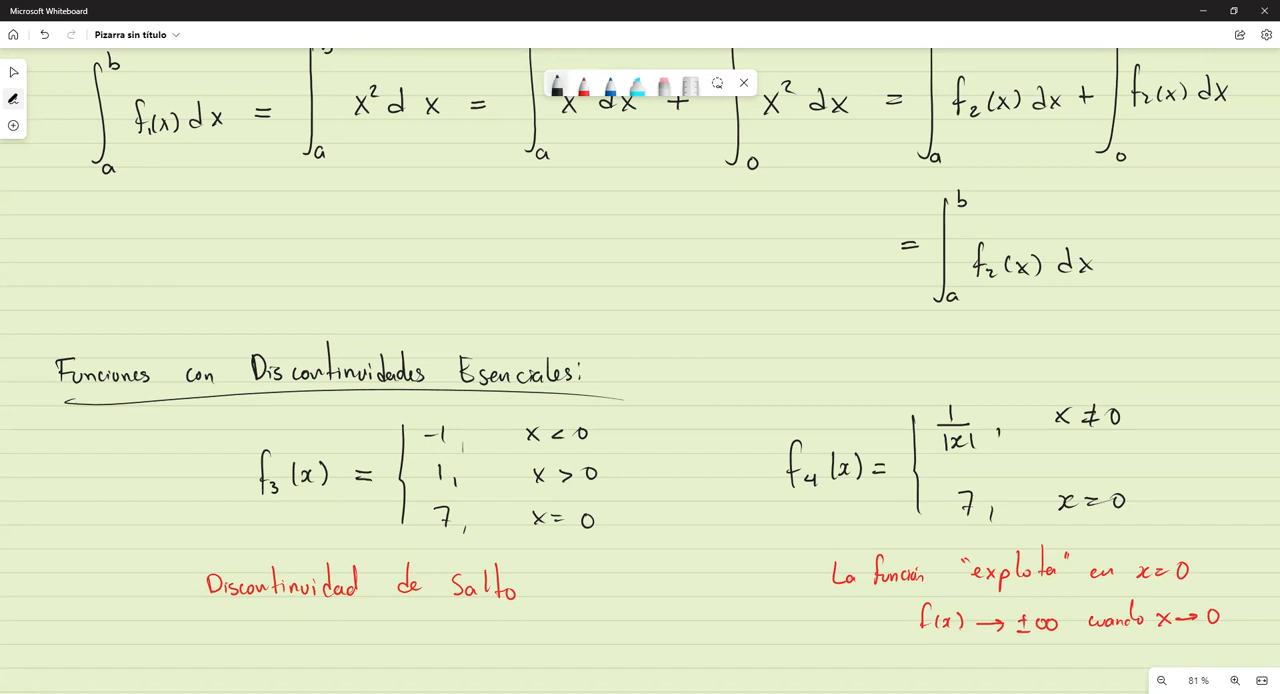 Microsoft Whiteboard
Pizarra sin título
∫_a^b f₁(x) dx = ∫_a x² d x = ∫_a x dx + ∫_0 x² dx = ∫_a f₂(x) dx + ∫_0 f₂(x) dx
= ∫_a^b f₂(x) dx
Funciones con Discontinuidades Esenciales:
f₃(x) = { -1, x < 0
1, x > 0
7, x = 0
f₄(x) = { 1/|x|, x ≠ 0
7, x = 0
Discontinuidad de Salto
La función "explota" en x=0
f(x) → ±∞ cuando x → 0
81 %